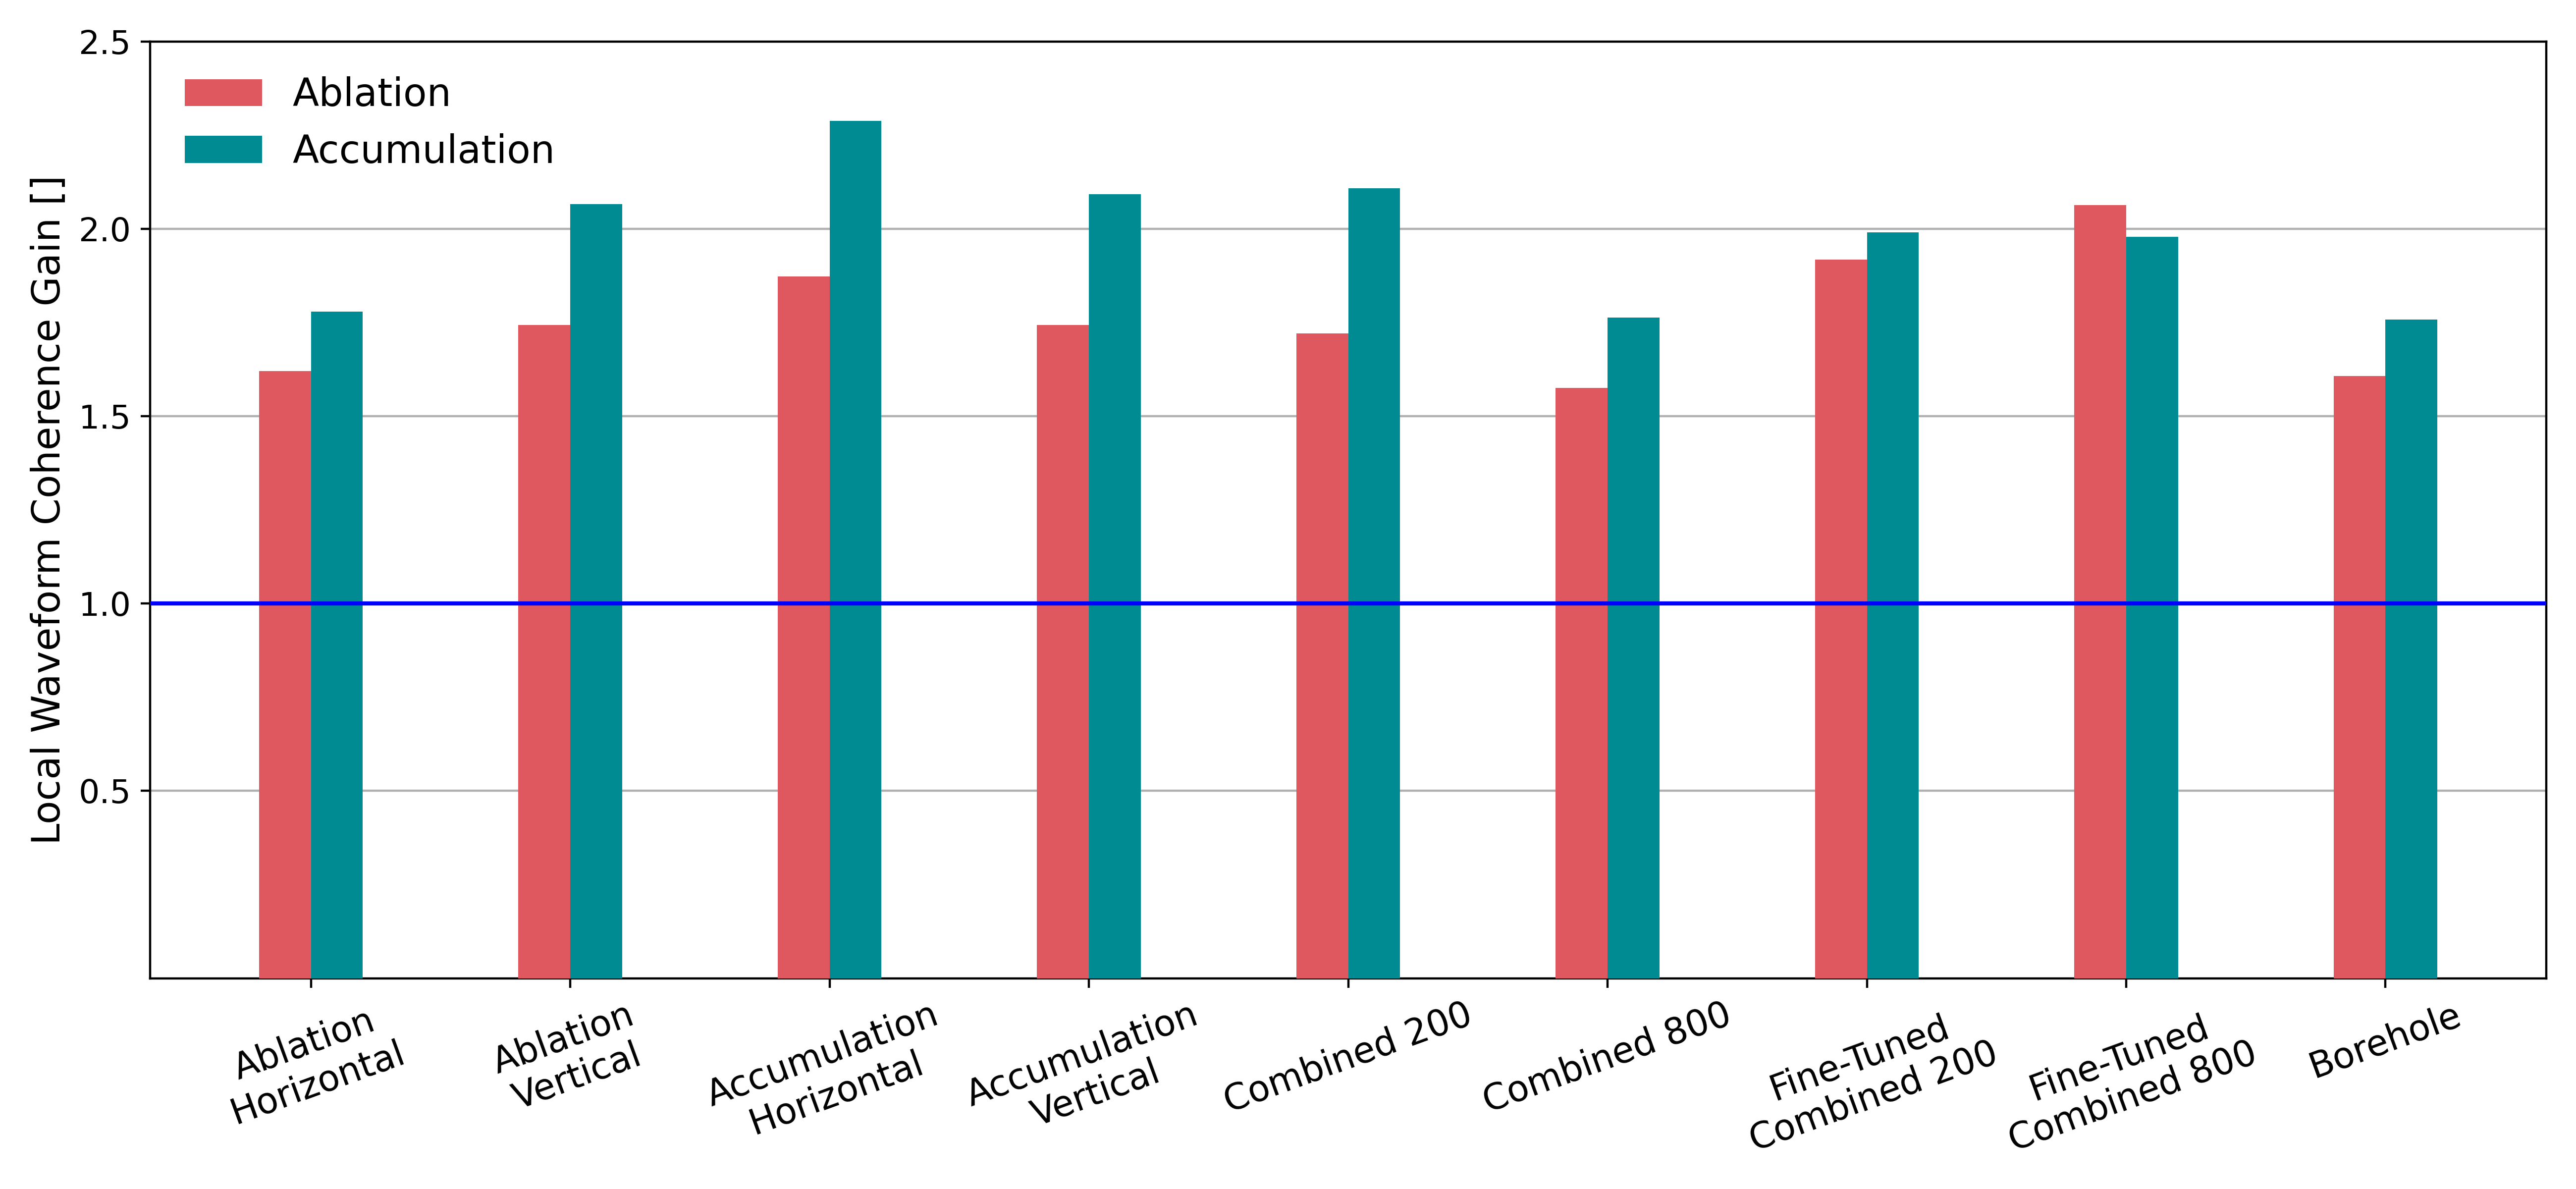 2.5
2.0
1.5
1.0
0.5
Local Waveform Coherence Gain []
Ablation
Accumulation
Ablation
Horizontal
Ablation
Vertical
Accumulation
Horizontal
Accumulation
Vertical
Combined 200
Combined 800
Fine-Tuned
Combined 200
Fine-Tuned
Combined 800
Borehole